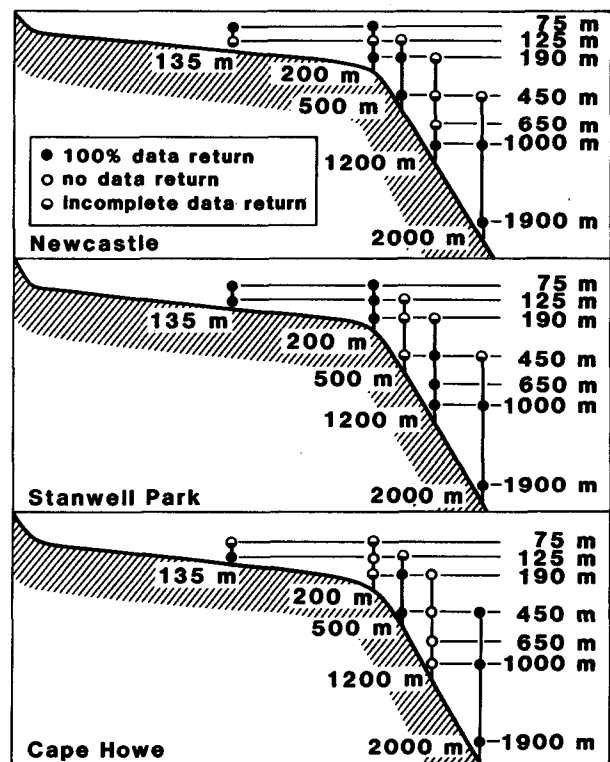 75 m
125 m
135 m
200 m
190 m
500 m
450 m
650 m
100% data return
no data return
incomplete data return
1200 m
1000 m
1900 m
Newcastle
2000 m
75 m
125 m
135 m
190 m
200 m
500 m
450 m
650 m
1200 m
1000 m
Stanwell Park
2000 m
1900 m
75 m
125 m
135 m
190 m
200 m
500 m
450 m
650 m
1200 m
1000 m
Cape Howe
2000 m
1900 m